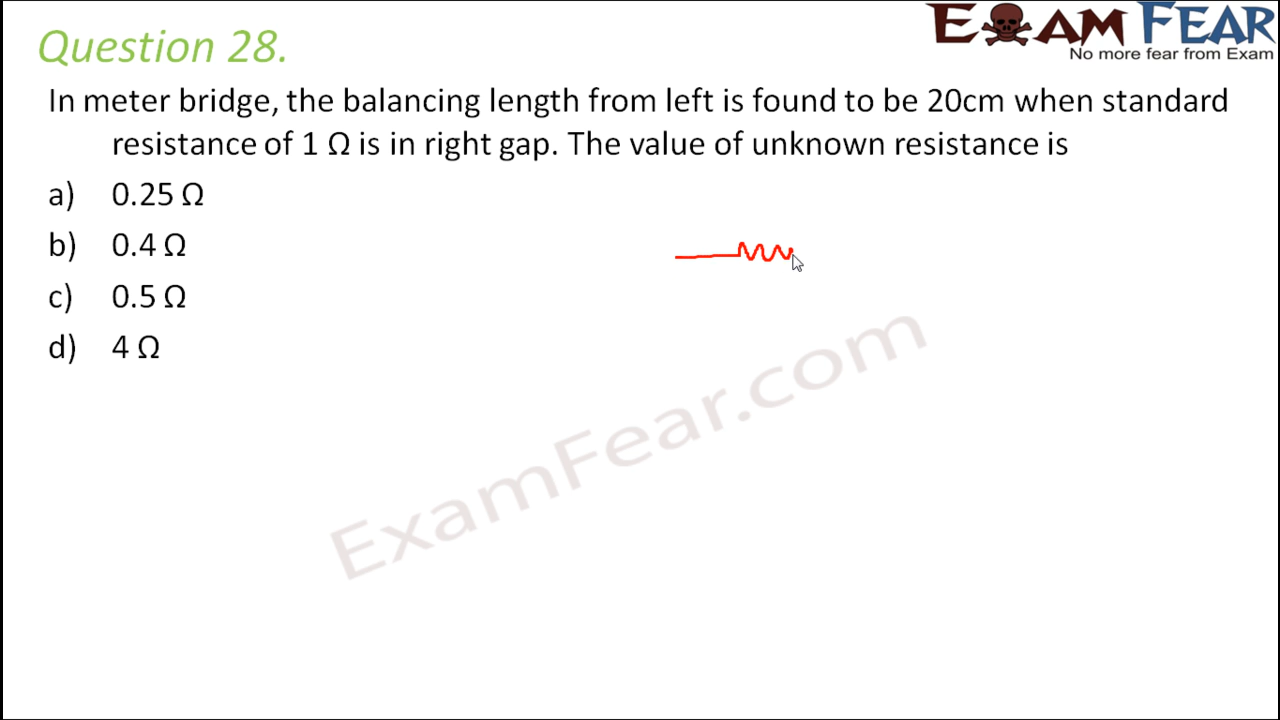 Question 28.
EXAM FEAR
No more fear from Exam
In meter bridge, the balancing length from left is found to be 20cm when standard
resistance of 1 Ω is in right gap. The value of unknown resistance is
a) 0.25 Ω
b) 0.4 Ω
c) 0.5 Ω
d) 4 Ω
ExamFear.com